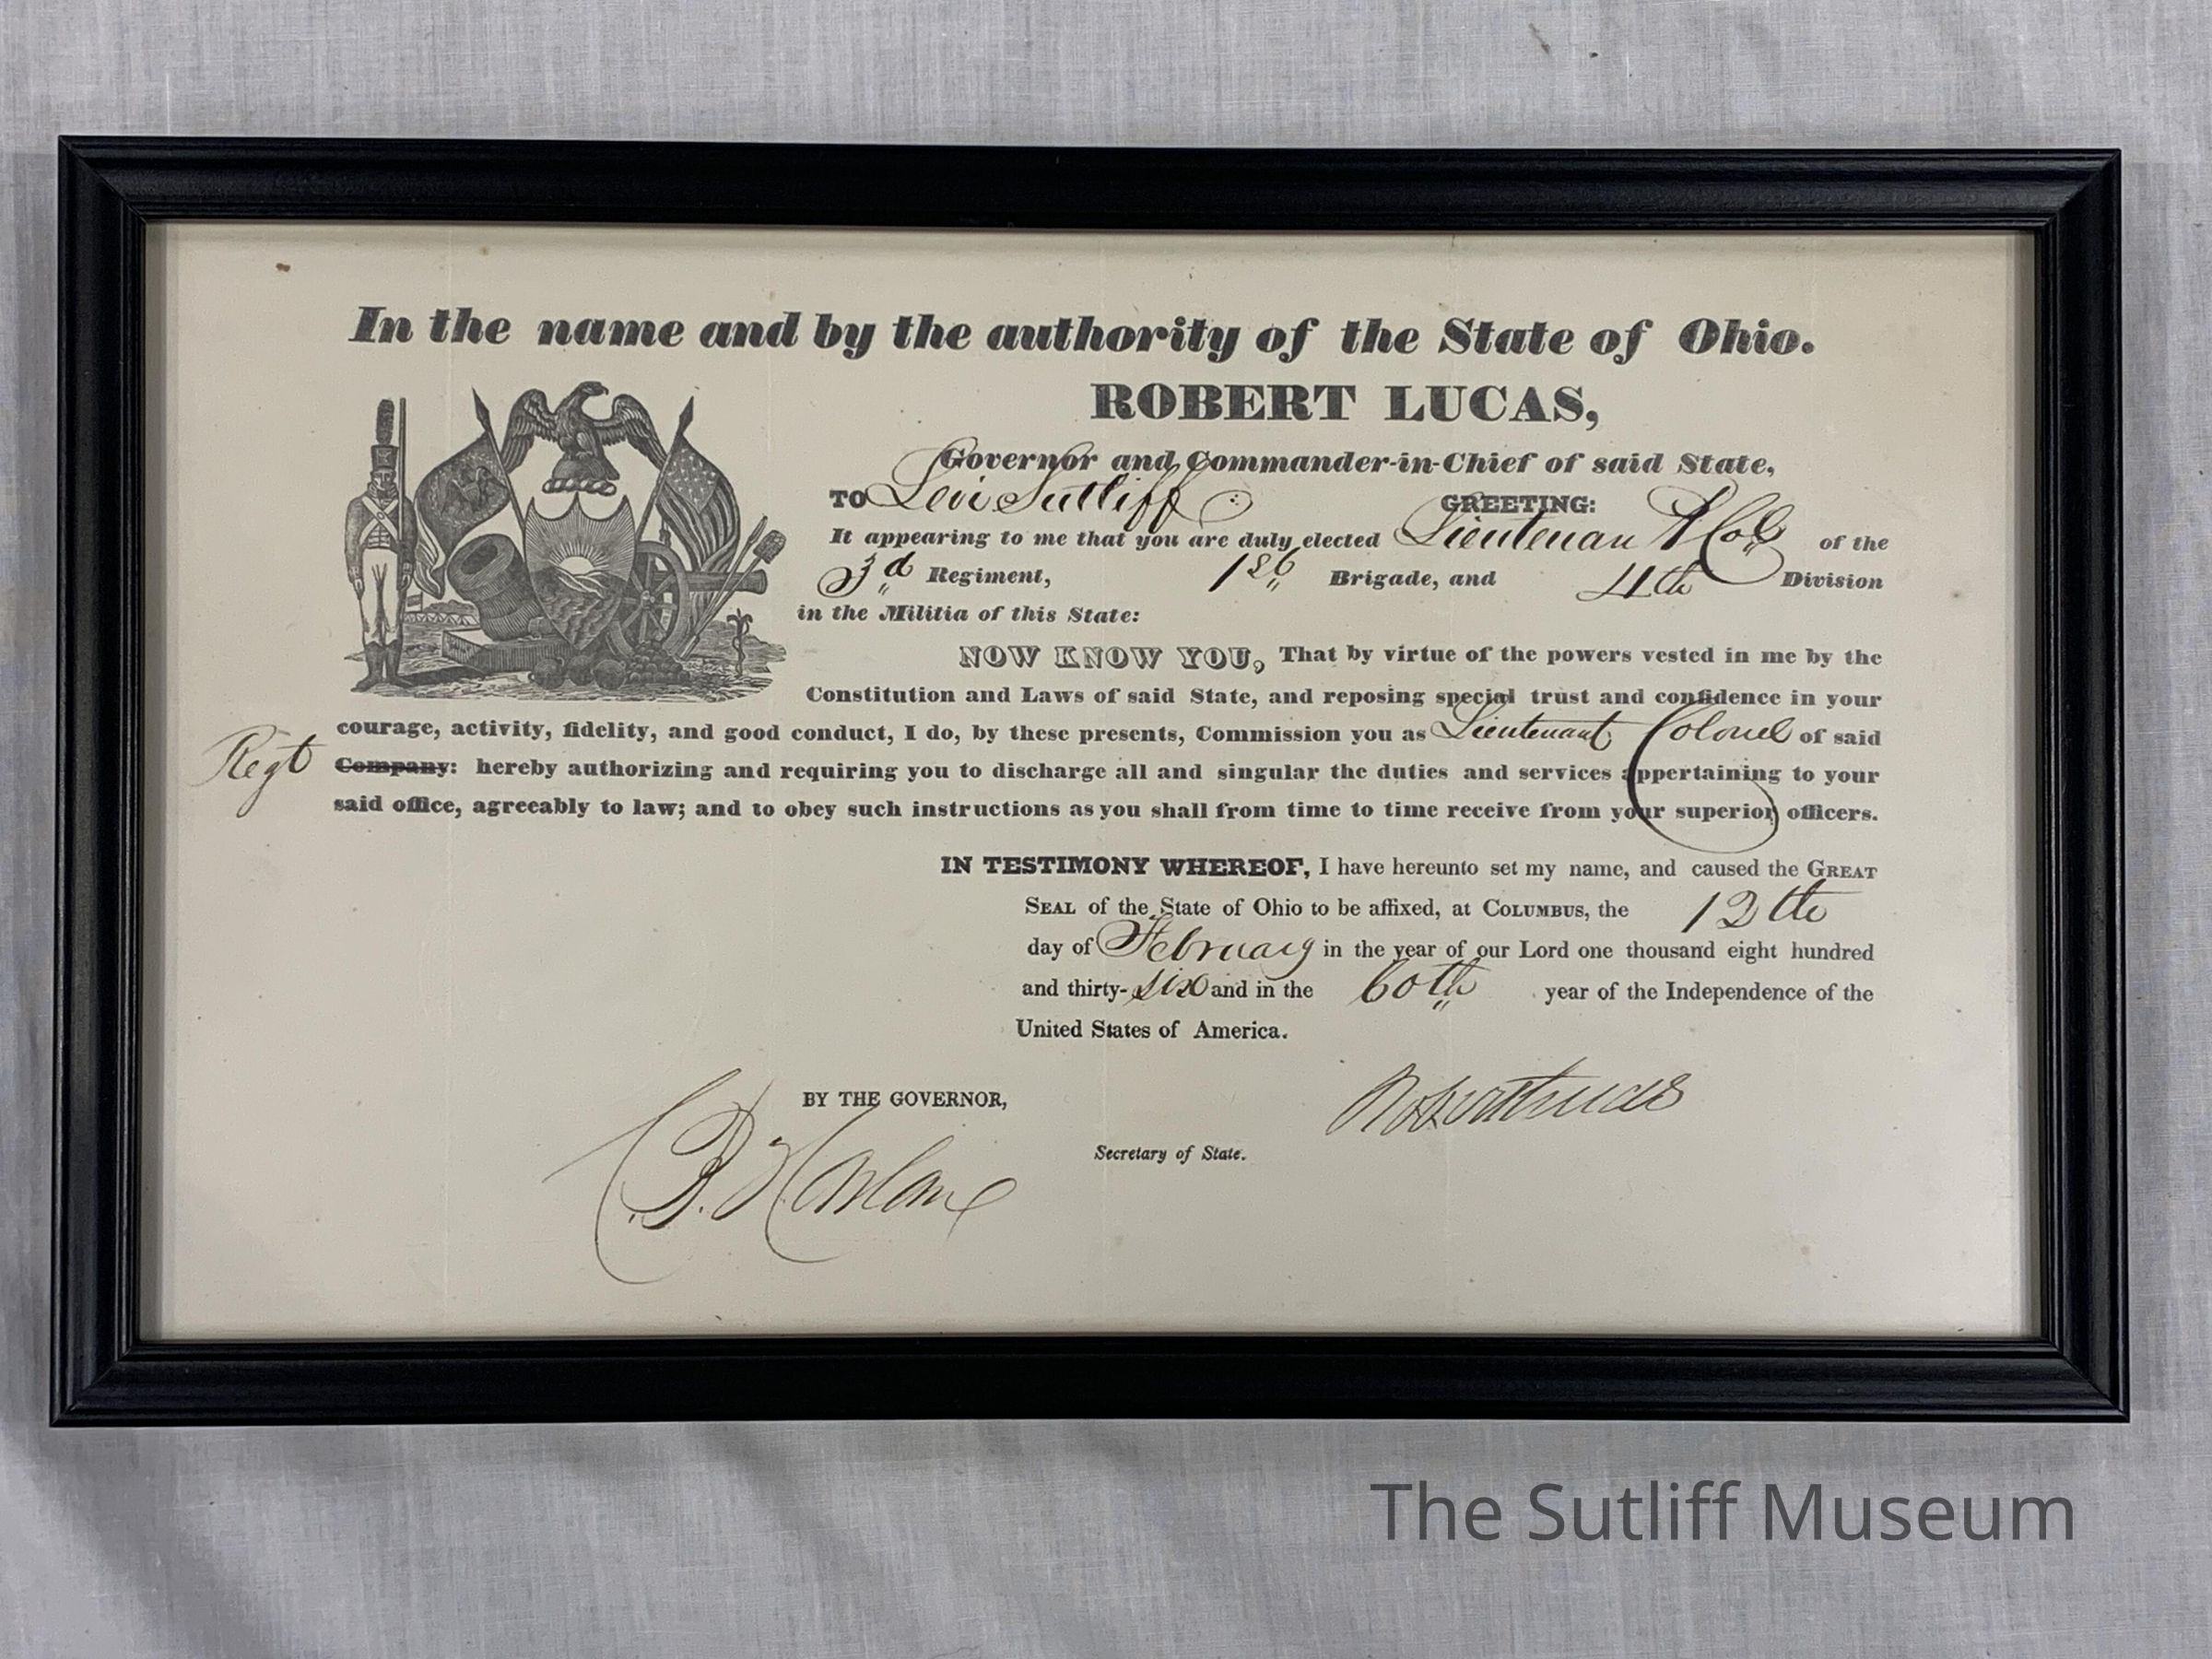 In the name and by the authority of the State of Ohio.
ROBERT LUCAS,
Governor and Commander-in-Chief of said State,
TO Levi Sutliff : GREETING:
It appearing to me that you are duly elected Lieutenant Col of the
3d Regiment, 1st Brigade, and 4th Division
in the Militia of this State:
NOW KNOW YOU, That by virtue of the powers vested in me by the
Constitution and Laws of said State, and reposing special trust and confidence in your
courage, activity, fidelity, and good conduct, I do, by these presents, Commission you as Lieutenant Colonel of said
Regt Company: hereby authorizing and requiring you to discharge all and singular the duties and services appertaining to your
said office, agreeably to law; and to obey such instructions as you shall from time to time receive from your superior officers.
IN TESTIMONY WHEREOF, I have hereunto set my name, and caused the GREAT
SEAL of the State of Ohio to be affixed, at COLUMBUS, the 12th
day of February in the year of our Lord one thousand eight hundred
and thirty-six and in the 60th year of the Independence of the
United States of America.
Robert Lucas
BY THE GOVERNOR,
C. B. Harlan
Secretary of State.
The Sutliff Museum